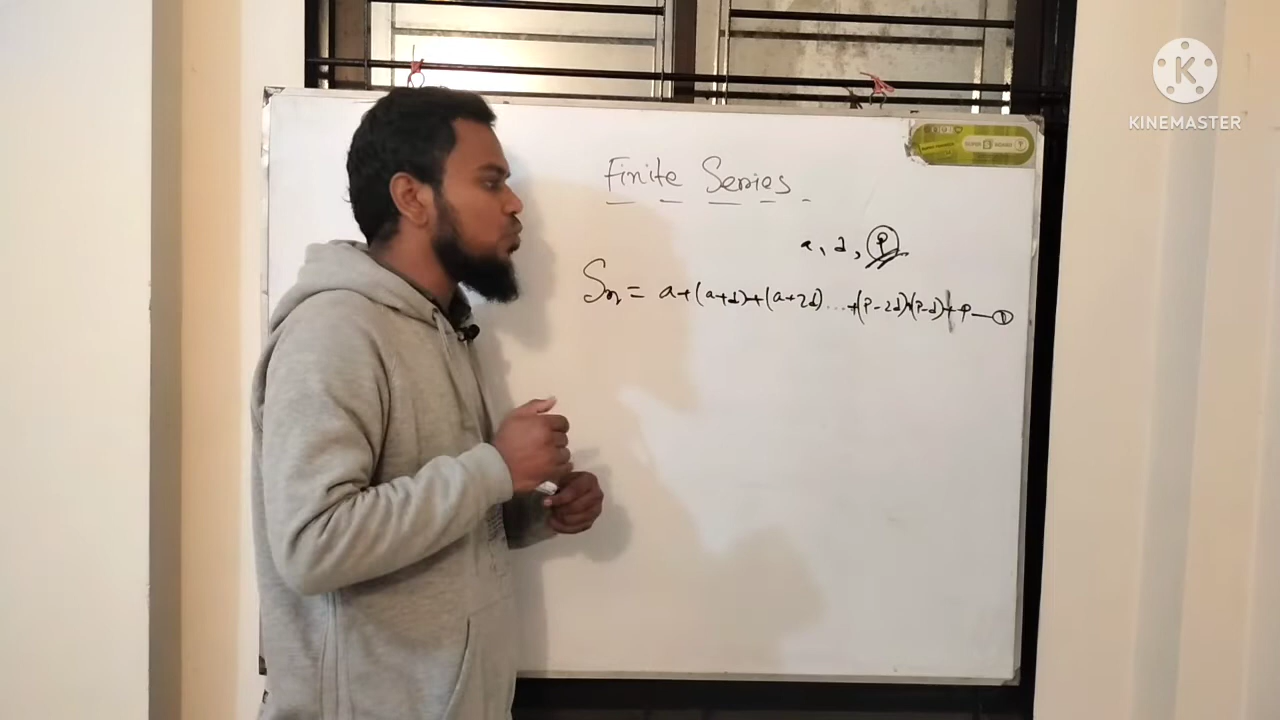 K
KINEMASTER
Finite Series
a, d, P
Sn = a+(a+d)+(a+2d)...+(P-2d)+(P-d)+P—①